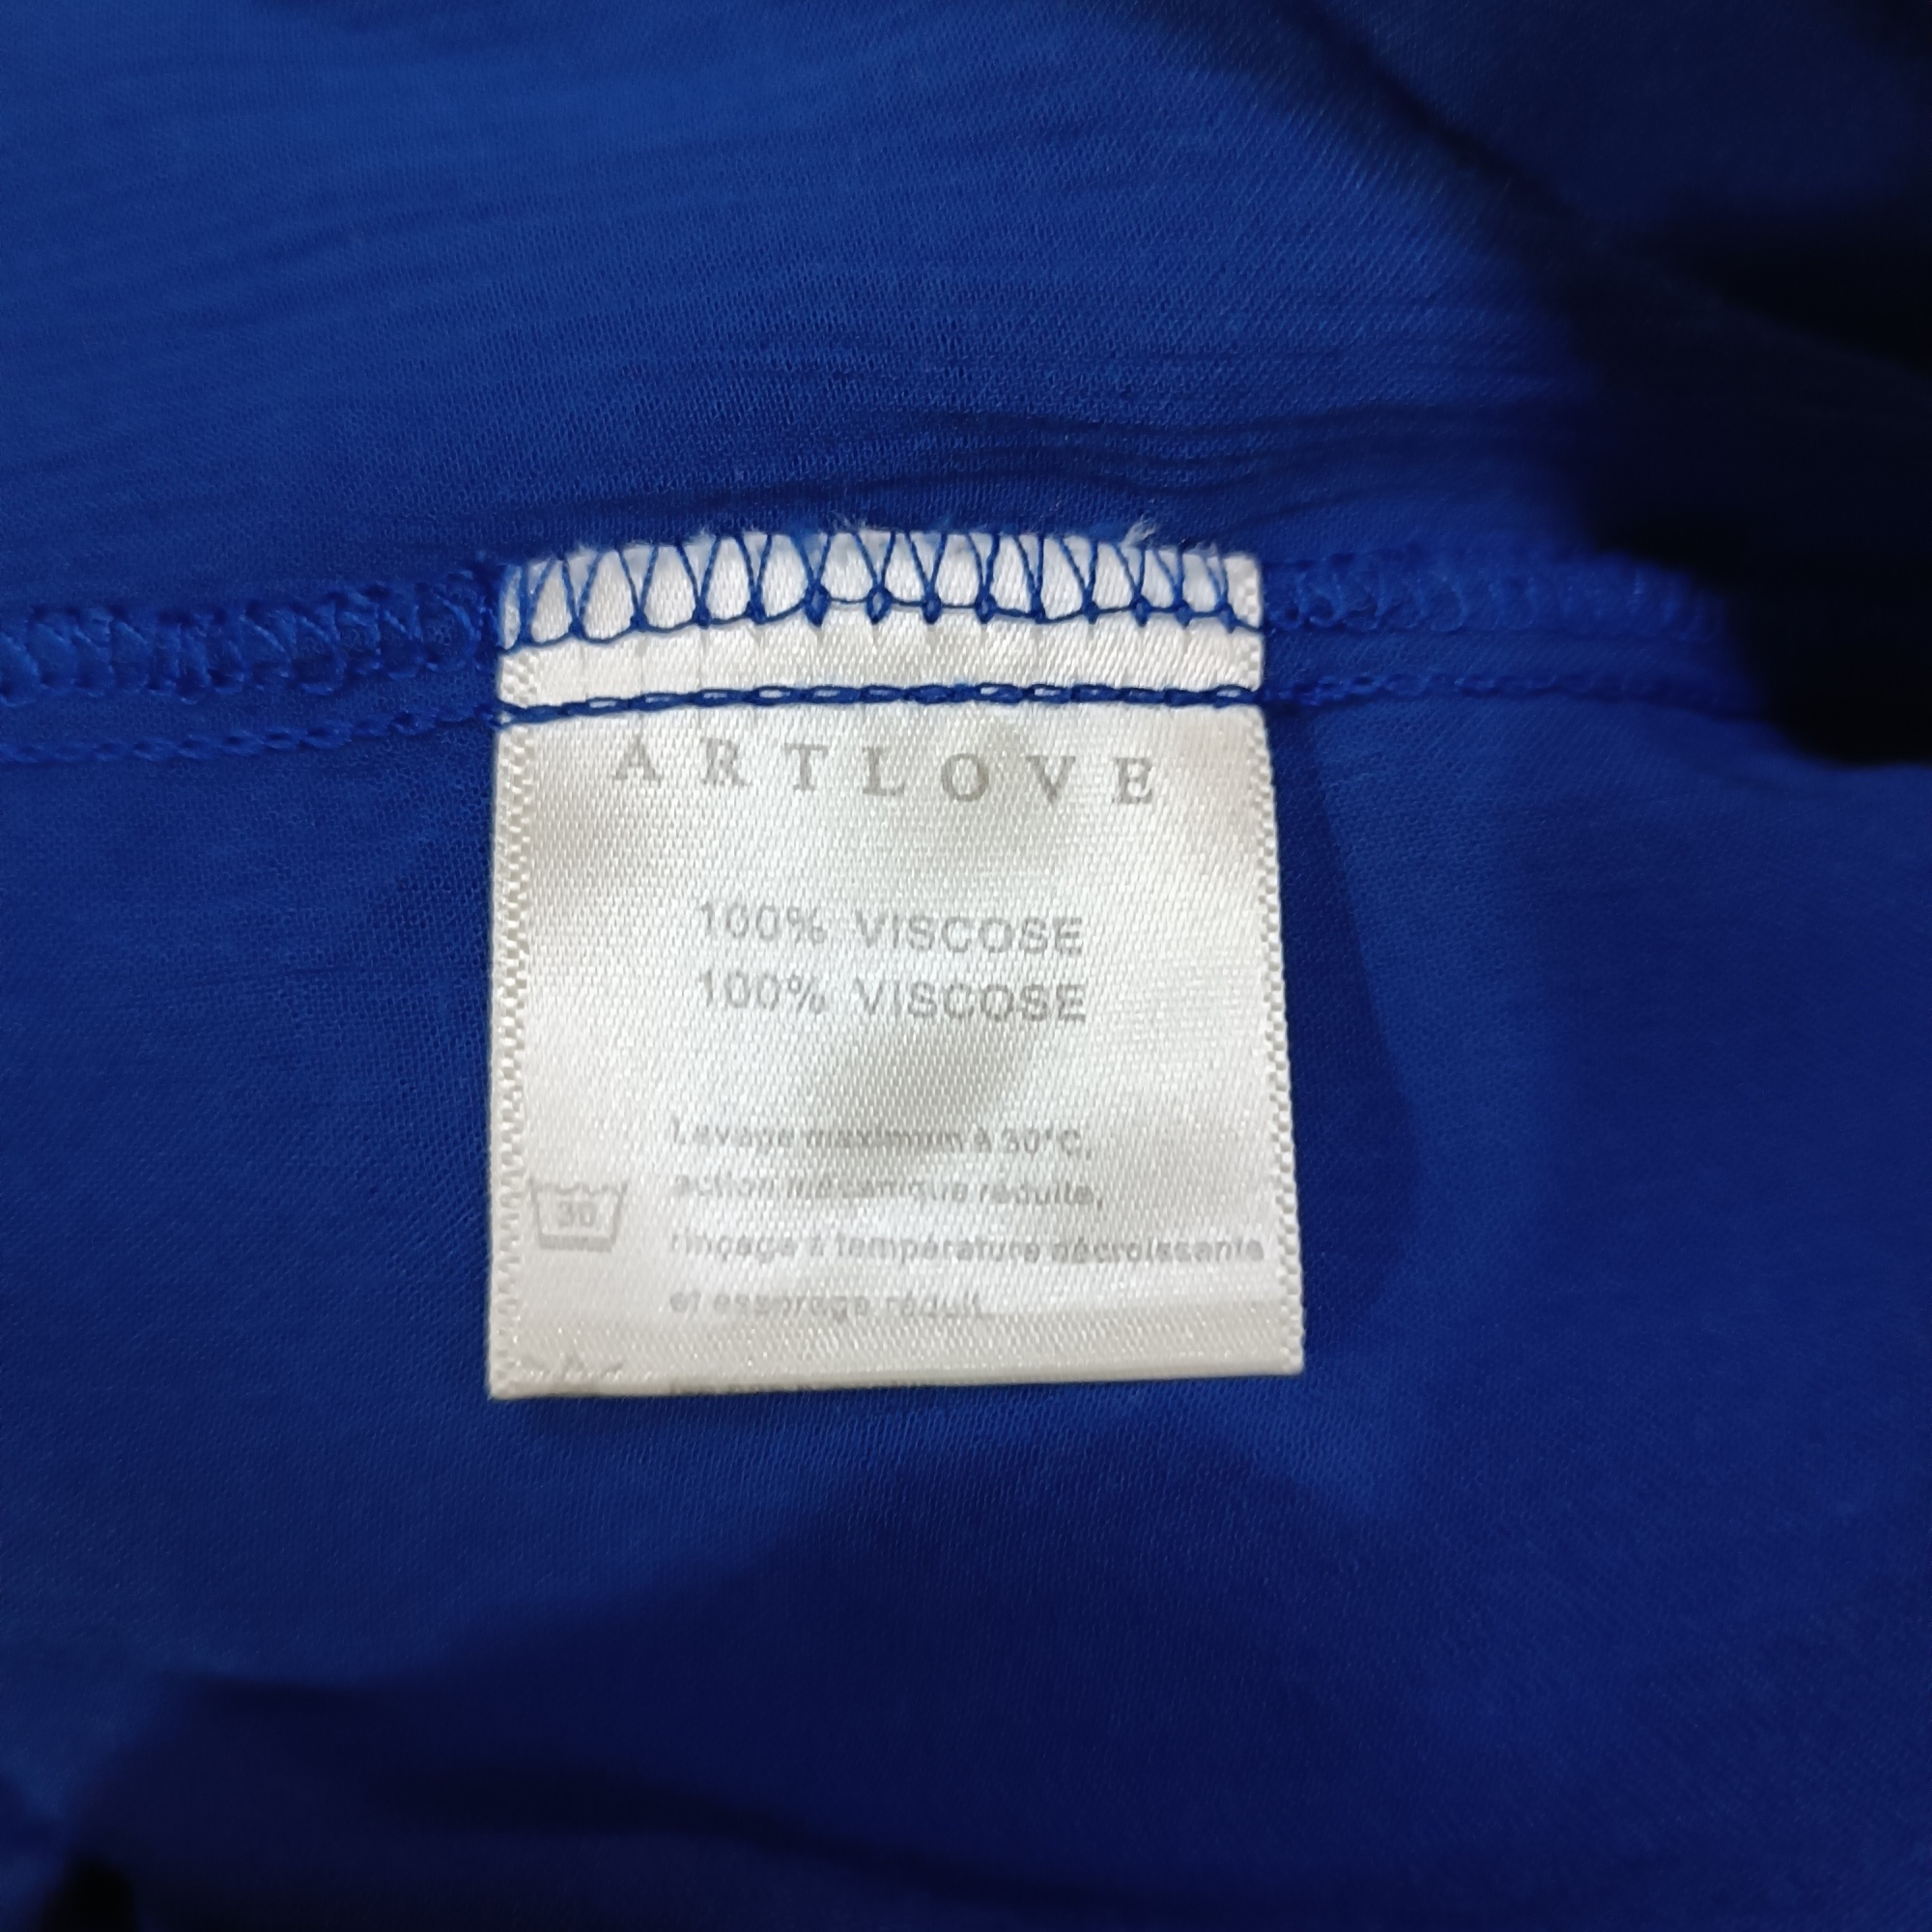 ARTLOVE
100% VISCOSE
100% VISCOSE
Lavage maximum à 30°C,
action mécanique réduite,
30
rinçage à température décroissante
et essorage réduit.